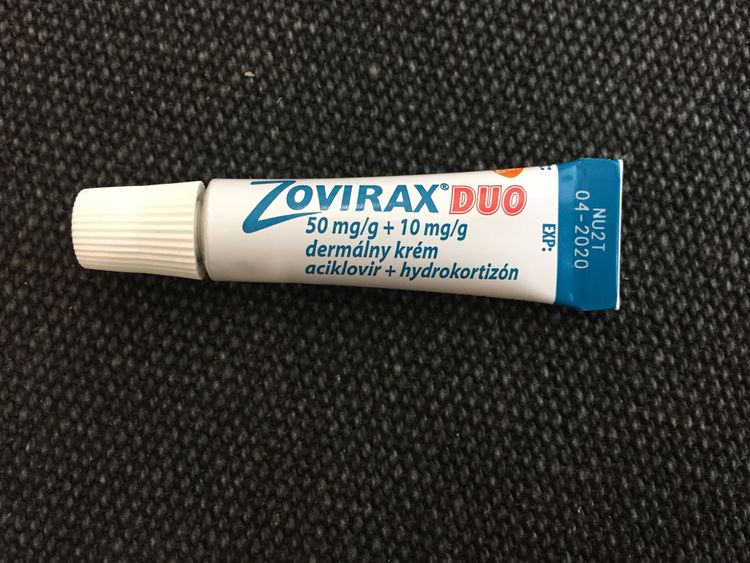 ZOVIRAX® DUO
50 mg/g + 10 mg/g
dermálny krém
aciklovir + hydrokortizón
EXP:
NU2T
04-2020